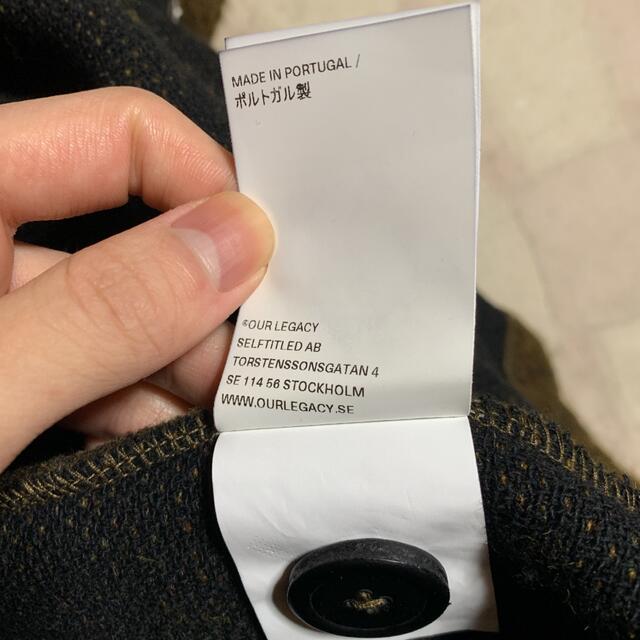 MADE IN PORTUGAL /
ポルトガル製
©OUR LEGACY
SELFTITLED AB
TORSTENSSONSGATAN 4
SE 114 56 STOCKHOLM
WWW.OURLEGACY.SE